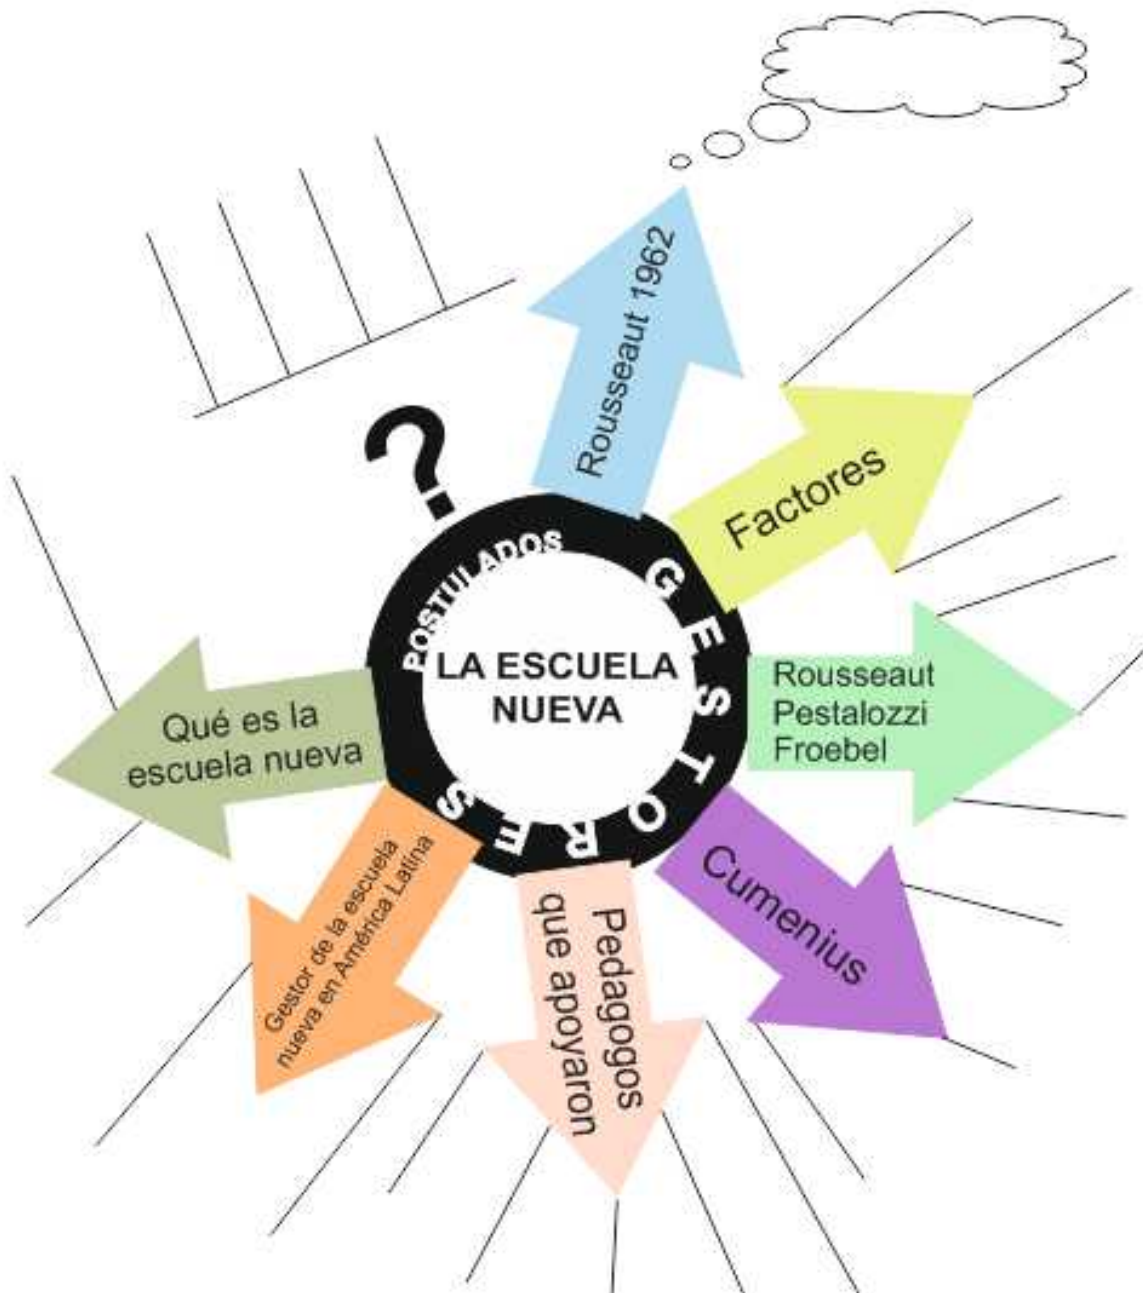 Rousseaut 1962
Factores
?
POSTULADOS
GESTORES
LA ESCUELA
NUEVA
Rousseaut
Pestalozzi
Froebel
Qué es la
escuela nueva
Cumenius
Gestor de la escuela
nueva en América Latina
Pedagogos
que apoyaron